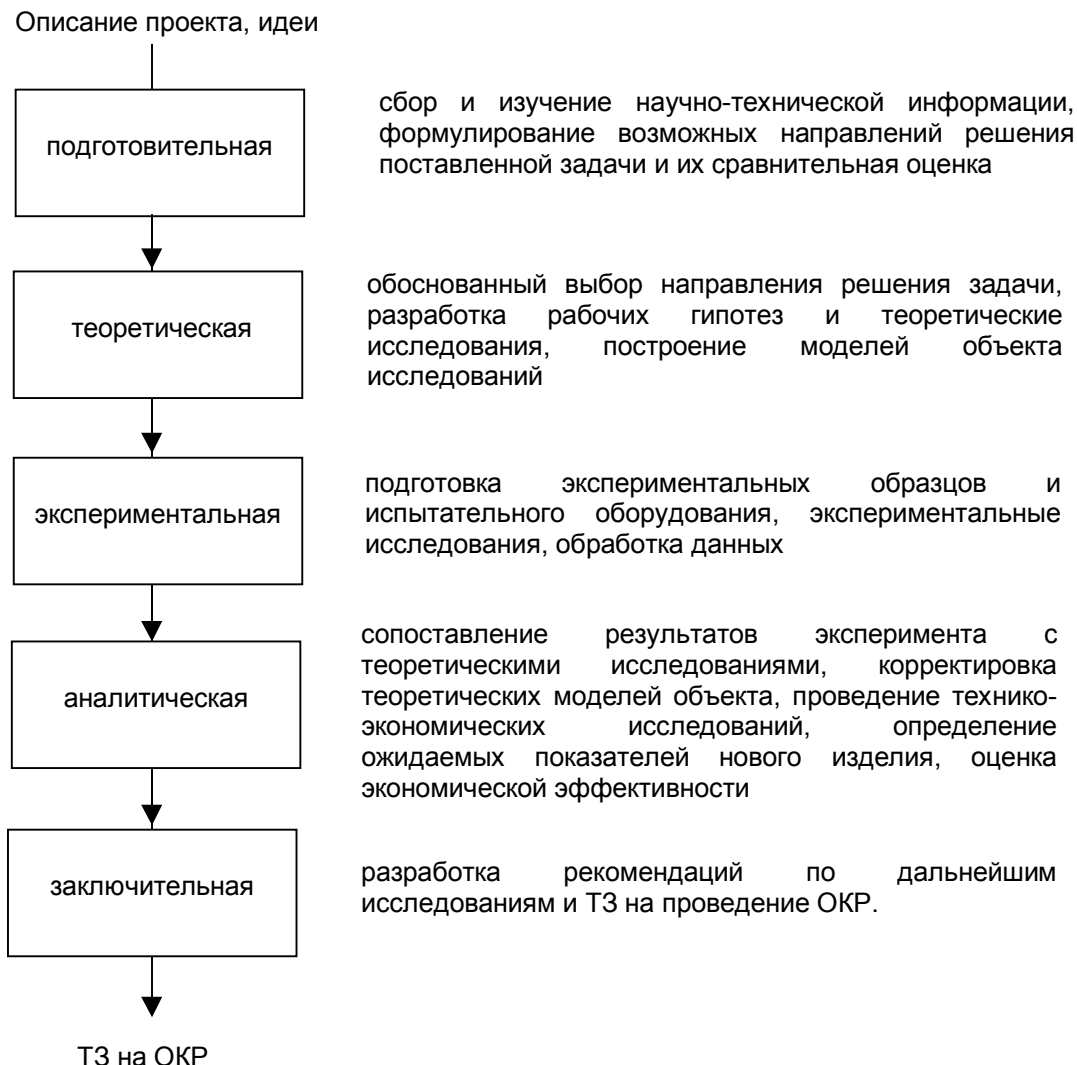 Описание проекта, идеи
подготовительная
сбор и изучение научно-технической информации,
формулирование возможных направлений решения
поставленной задачи и их сравнительная оценка
теоретическая
обоснованный выбор направления решения задачи,
разработка рабочих гипотез и теоретические
исследования, построение моделей объекта
исследований
экспериментальная
подготовка экспериментальных образцов и
испытательного оборудования, экспериментальные
исследования, обработка данных
аналитическая
сопоставление результатов эксперимента с
теоретическими исследованиями, корректировка
теоретических моделей объекта, проведение технико-
экономических исследований, определение
ожидаемых показателей нового изделия, оценка
экономической эффективности
заключительная
разработка рекомендаций по дальнейшим
исследованиям и ТЗ на проведение ОКР.
ТЗ на ОКР